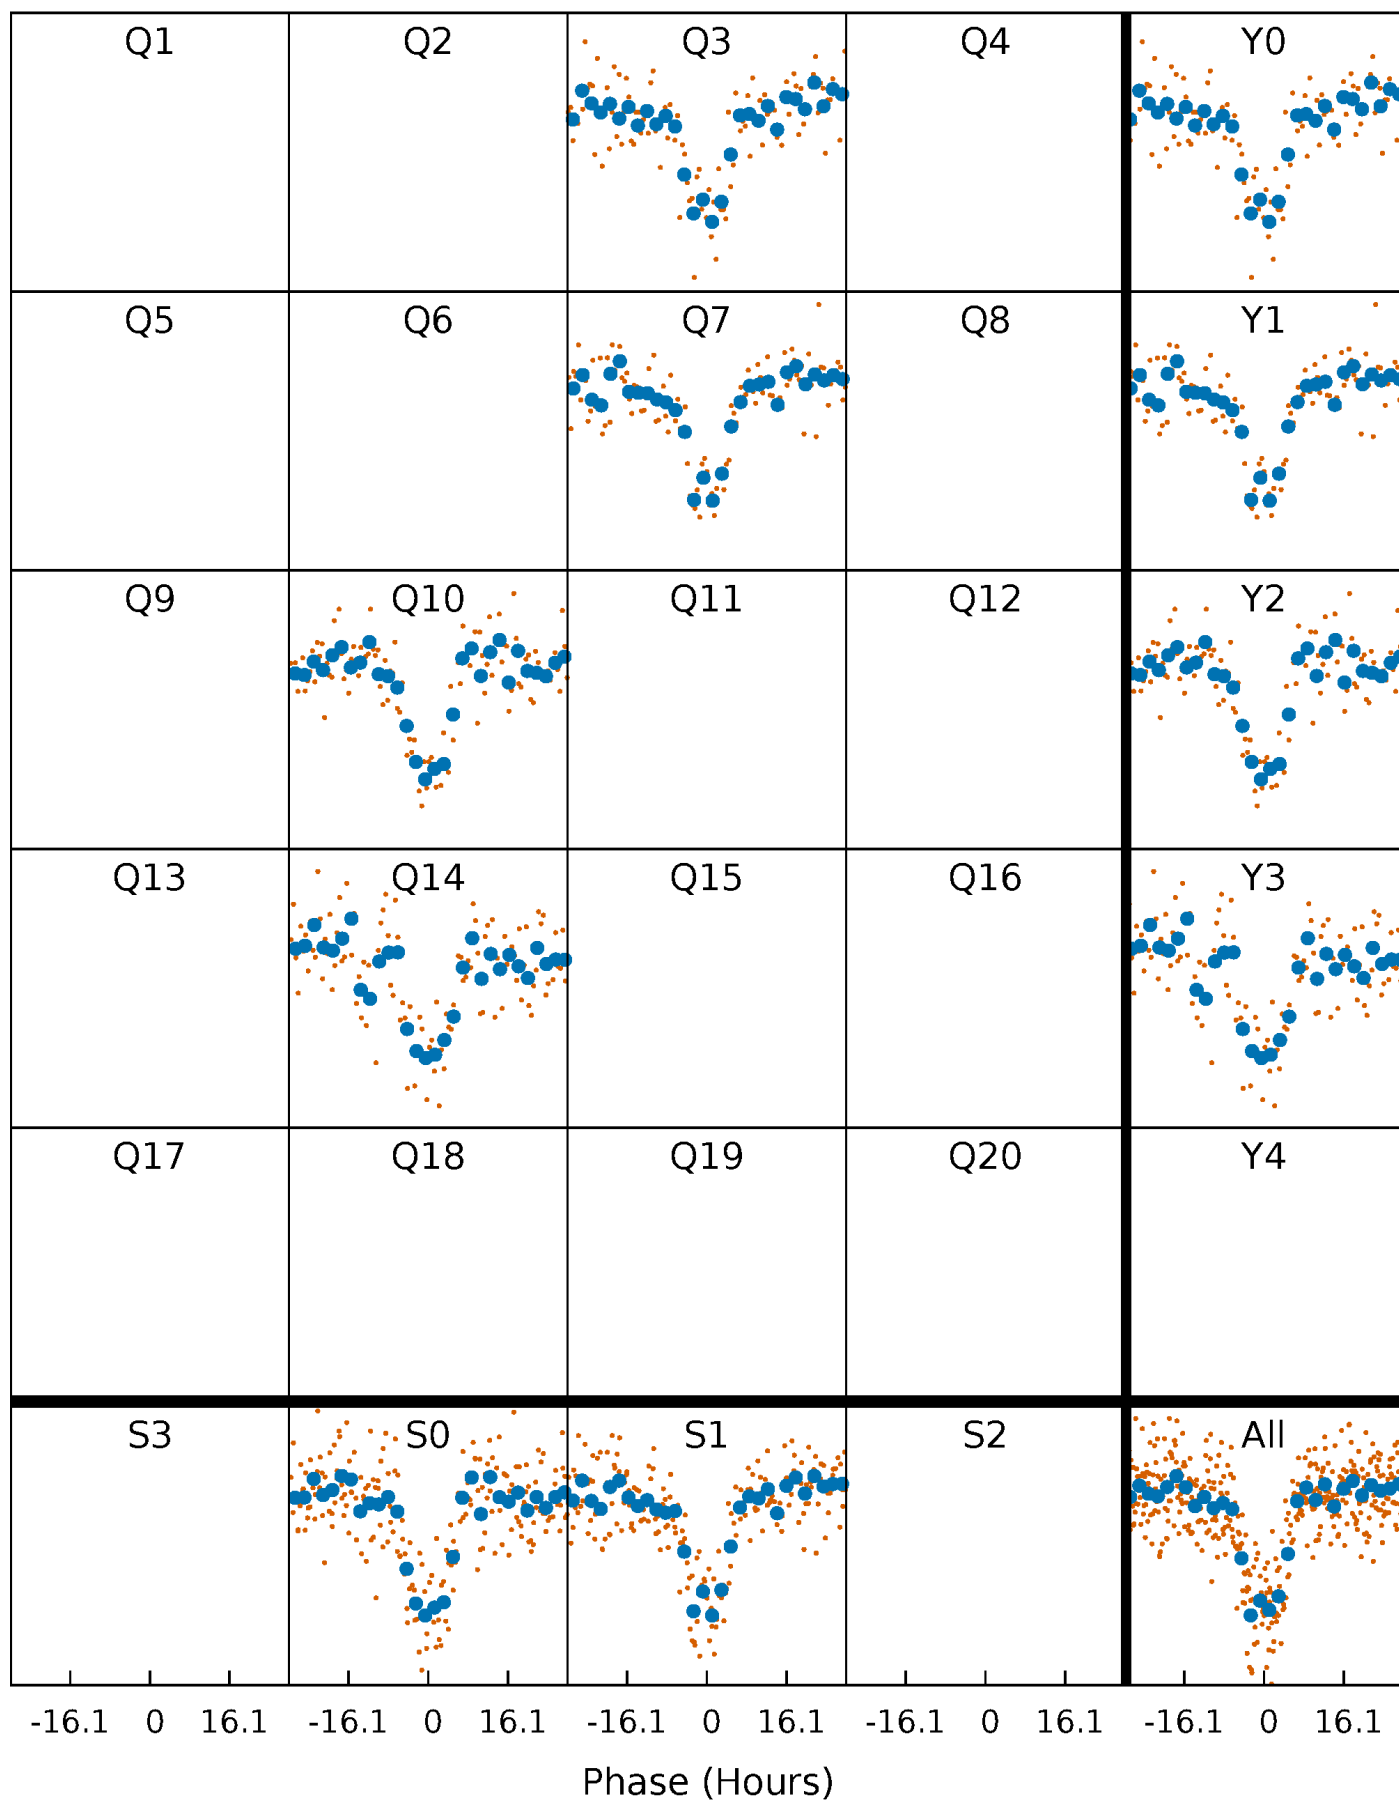 Q1 Q2 Q3 Q4 Y0
Q5 Q6 Q7 Q8 Y1
Q9 Q10 Q11 Q12 Y2
Q13 Q14 Q15 Q16 Y3
Q17 Q18 Q19 Q20 Y4
S3 S0 S1 S2 All
-16.1 0 16.1 -16.1 0 16.1 -16.1 0 16.1 -16.1 0 16.1 -16.1 0 16.1
Phase (Hours)